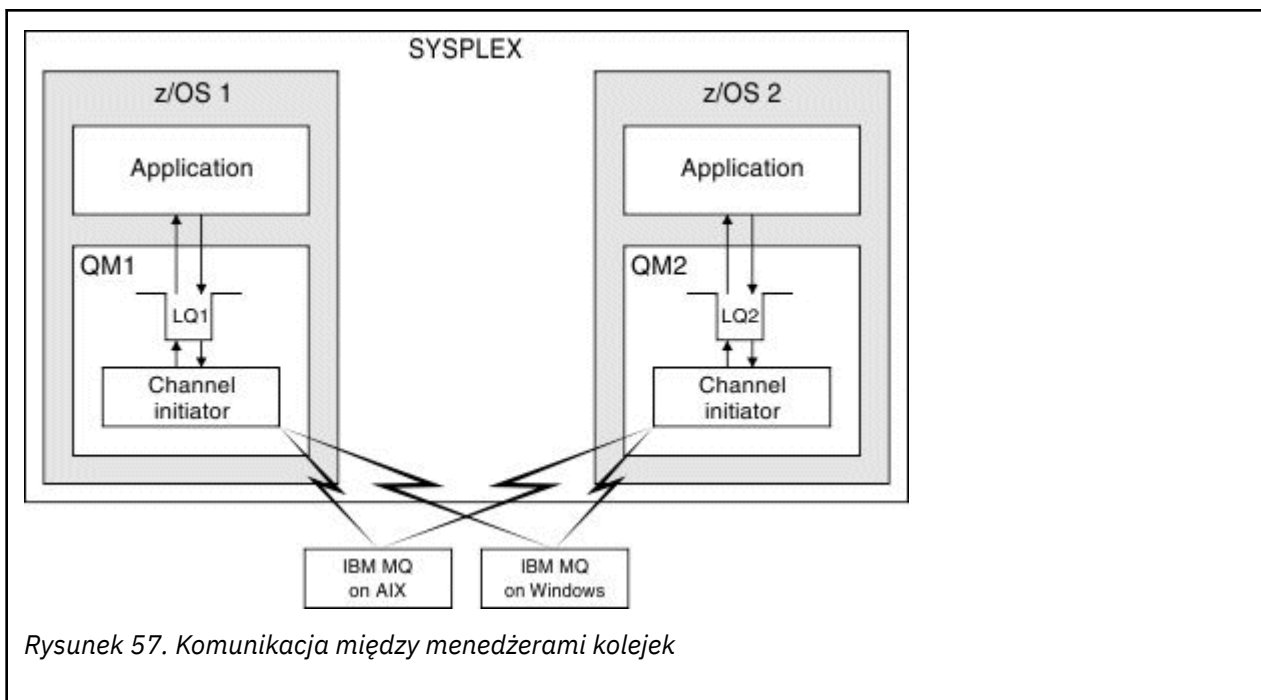 SYSPLEX
z/OS 1
Application
QM1
LQ1
Channel
initiator
z/OS 2
Application
QM2
LQ2
Channel
initiator
IBM MQ
on AIX
IBM MQ
on Windows
Rysunek 57. Komunikacja między menedżerami kolejek